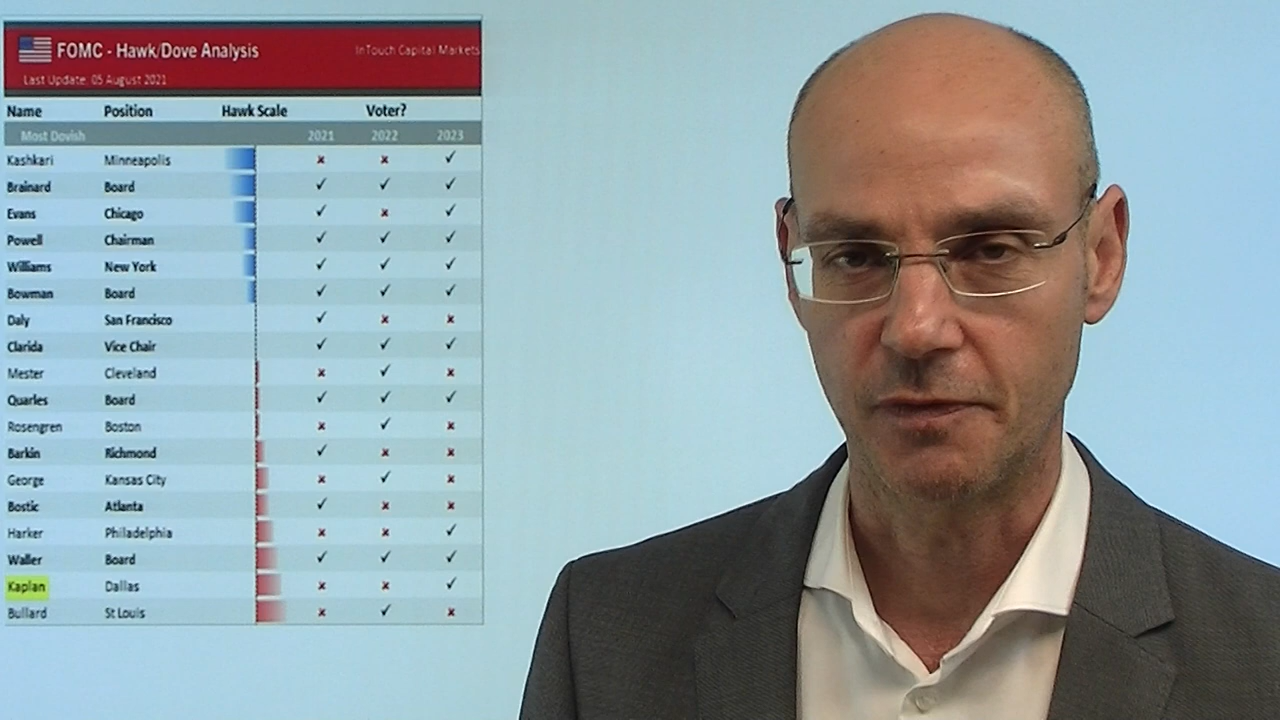 FOMC - Hawk/Dove Analysis InTouch Capital Markets
Last Update: 05 August 2021
Name Position Hawk Scale Voter?
Most Dovish 2021 2022 2023
Kashkari Minneapolis ✗ ✗ ✓
Brainard Board ✓ ✓ ✓
Evans Chicago ✓ ✗ ✓
Powell Chairman ✓ ✓ ✓
Williams New York ✓ ✓ ✓
Bowman Board ✓ ✓ ✓
Daly San Francisco ✓ ✗ ✗
Clarida Vice Chair ✓ ✓ ✓
Mester Cleveland ✗ ✓ ✗
Quarles Board ✓ ✓ ✓
Rosengren Boston ✗ ✓ ✗
Barkin Richmond ✓ ✗ ✗
George Kansas City ✗ ✓ ✗
Bostic Atlanta ✓ ✗ ✗
Harker Philadelphia ✗ ✗ ✓
Waller Board ✓ ✓ ✓
Kaplan Dallas ✗ ✗ ✓
Bullard St Louis ✗ ✓ ✗